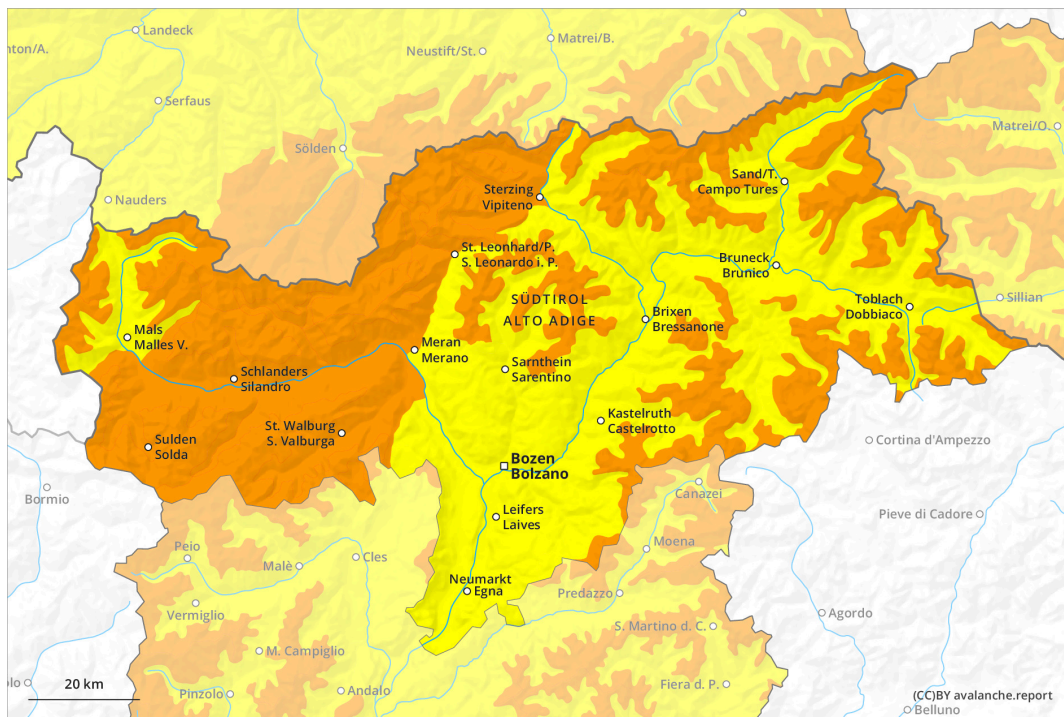 Landeck
nton/A.
Matrei/B.
Neustift/St.
Serfaus
Matrei/O.
Sölden
Sand/T.
Campo Tures
Sterzing
Vipiteno
Nauders
St. Leonhard/P.
S. Leonardo i. P.
Bruneck
Brunico
SÜDTIROL
ALTO ADIGE
Toblach
Dobbiaco
Sillian
Brixen
Bressanone
Mals
Malles V.
Meran
Merano
Sarnthein
Sarentino
Schlanders
Silandro
Kastelruth
Castelrotto
St. Walburg
S. Valburga
Sulden
Solda
Cortina d'Ampezzo
Bozen
Bolzano
Bormio
Canazei
Leifers
Laives
Pieve di Cadore
Moena
Peio
Cles
Malè
Neumarkt
Egna
Predazzo
Vermiglio
Agordo
S. Martino d. C.
M. Campiglio
olo
20 km
Pinzolo
Andalo
Fiera d. P.
(CC)BY avalanche.report
Belluno